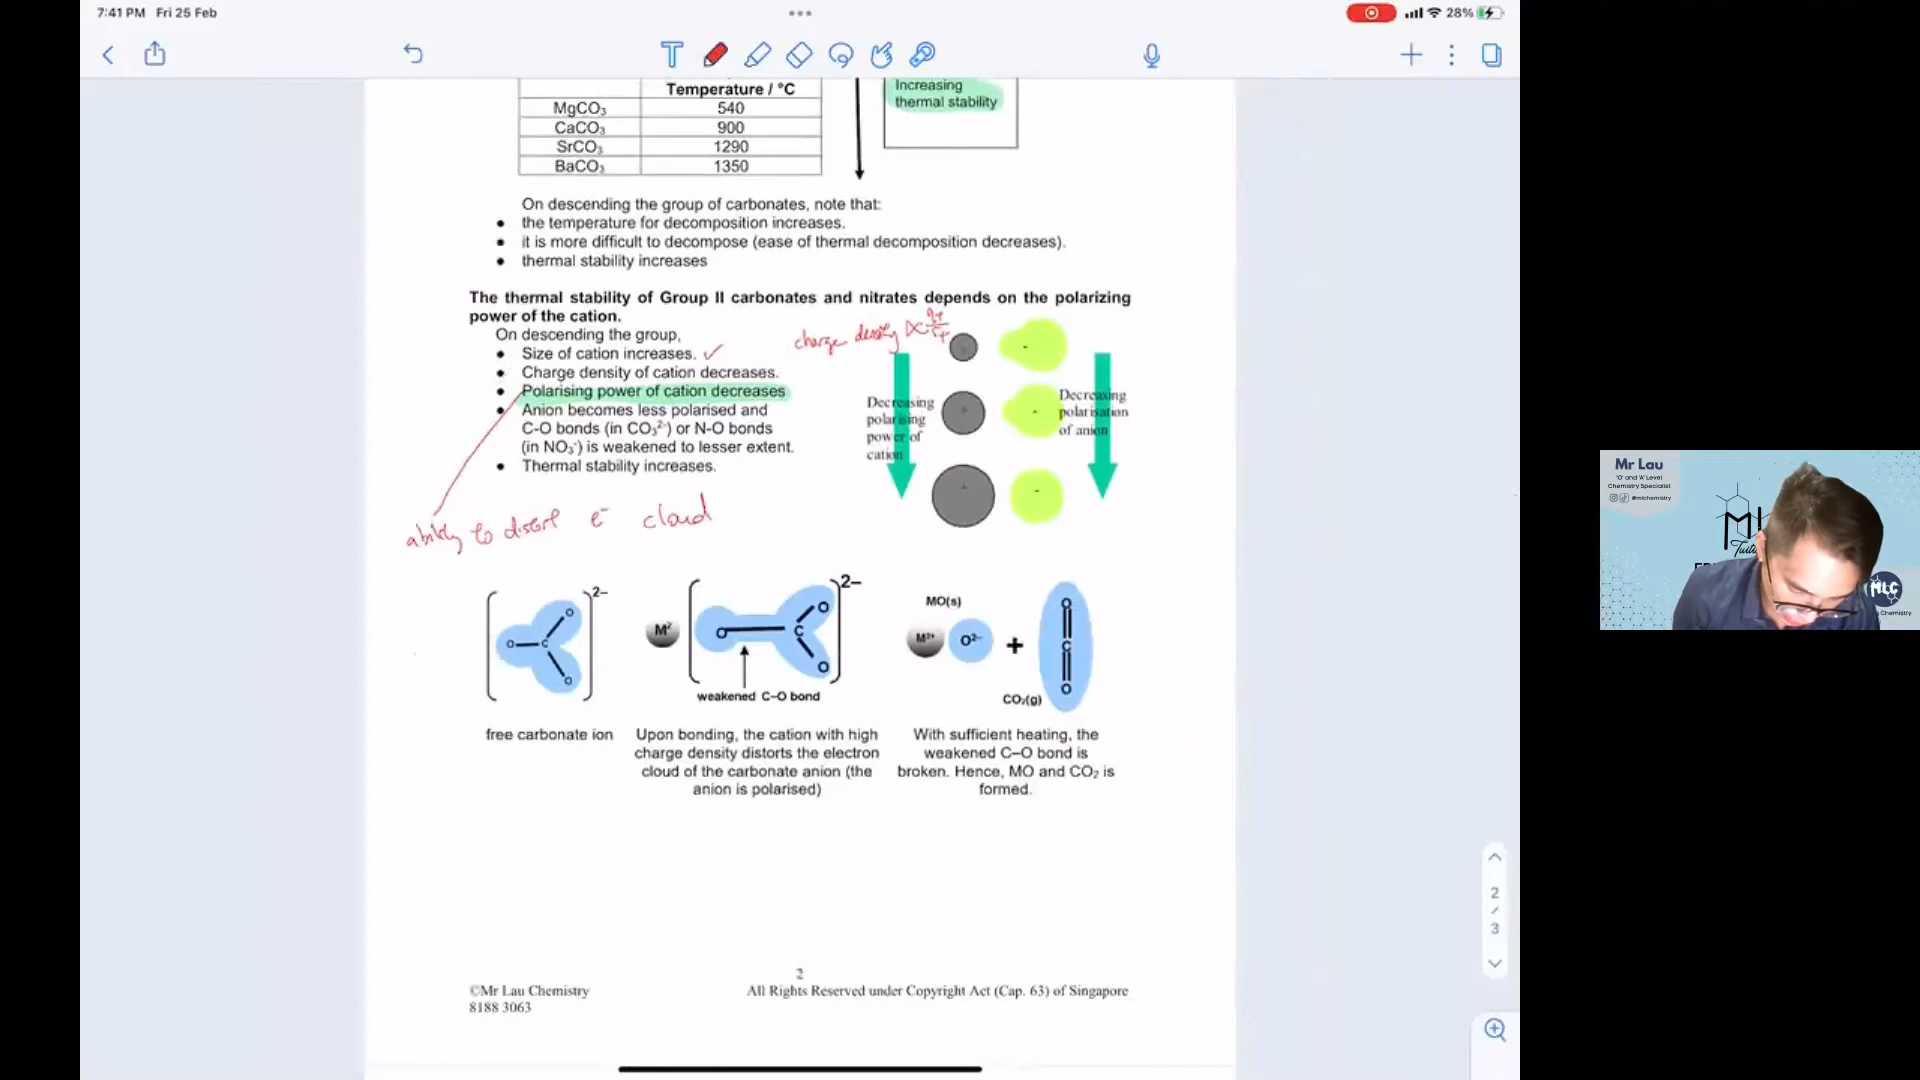 7:41 PM Fri 25 Feb
28%
Temperature / °C
MgCO₃ 540
CaCO₃ 900
SrCO₃ 1290
BaCO₃ 1350
Increasing
thermal stability
On descending the group of carbonates, note that:
• the temperature for decomposition increases.
• it is more difficult to decompose (ease of thermal decomposition decreases).
• thermal stability increases
The thermal stability of Group II carbonates and nitrates depends on the polarizing
power of the cation.
On descending the group,
• Size of cation increases. ✓
• Charge density of cation decreases.
• Polarising power of cation decreases
• Anion becomes less polarised and
C-O bonds (in CO₃²⁻) or N-O bonds
(in NO₃⁻) is weakened to lesser extent.
• Thermal stability increases.
charge density ∝ q+/r+
Decreasing
polarising
power of
cation
Decreasing
polarisation
of anion
ability to distort e⁻ cloud
2–
O C O O
free carbonate ion
M²
2–
O C O O
weakened C–O bond
Upon bonding, the cation with high
charge density distorts the electron
cloud of the carbonate anion (the
anion is polarised)
MO(s)
M²⁺ O²⁻ + O C O
CO₂(g)
With sufficient heating, the
weakened C–O bond is
broken. Hence, MO and CO₂ is
formed.
2
©Mr Lau Chemistry
8188 3063
All Rights Reserved under Copyright Act (Cap. 63) of Singapore
2
/
3
Mr Lau
'O' and 'A' Level
Chemistry Specialist
@mlchemistry
MLC